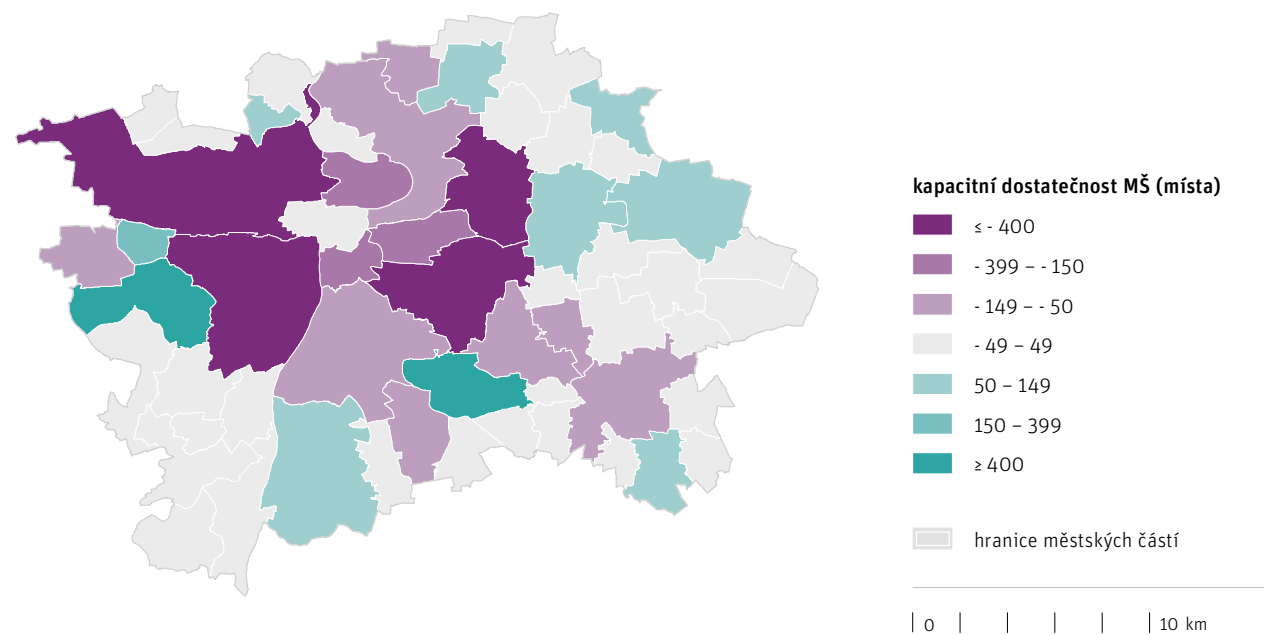 kapacitní dostatečnost MŠ (místa)
≤ - 400
- 399 – - 150
- 149 – - 50
- 49 – 49
50 – 149
150 – 399
≥ 400
hranice městských částí
0 10 km